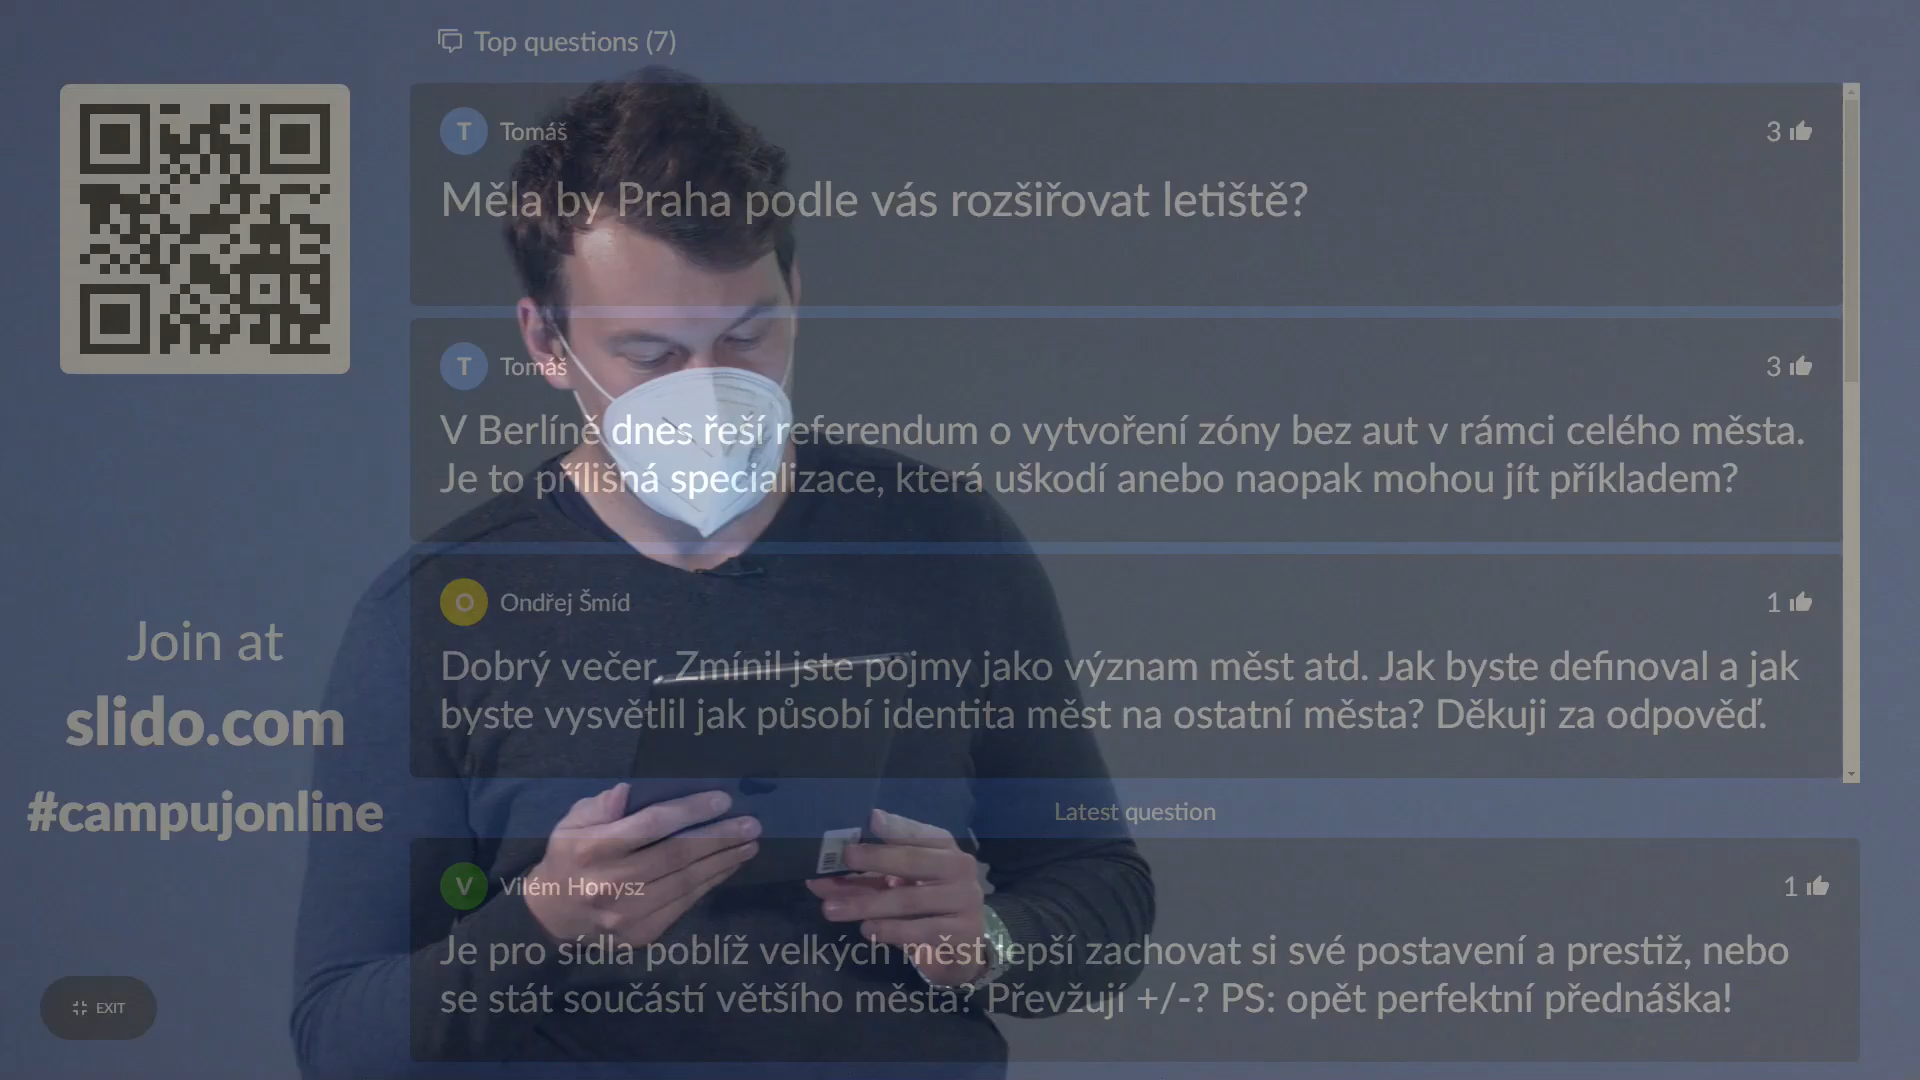 Top questions (7)
T Tomáš 3
Měla by Praha podle vás rozšiřovat letiště?
T Tomáš 3
V Berlíně dnes řeší referendum o vytvoření zóny bez aut v rámci celého města.
Je to přílišná specializace, která uškodí anebo naopak mohou jít příkladem?
O Ondřej Šmíd 1
Dobrý večer. Zmínil jste pojmy jako význam měst atd. Jak byste definoval a jak
byste vysvětlil jak působí identita měst na ostatní města? Děkuji za odpověď.
Join at
slido.com
#campujonline
Latest question
V Vilém Honysz 1
Je pro sídla poblíž velkých měst lepší zachovat si své postavení a prestiž, nebo
se stát součástí většího města? Převžují +/-? PS: opět perfektní přednáška!
EXIT